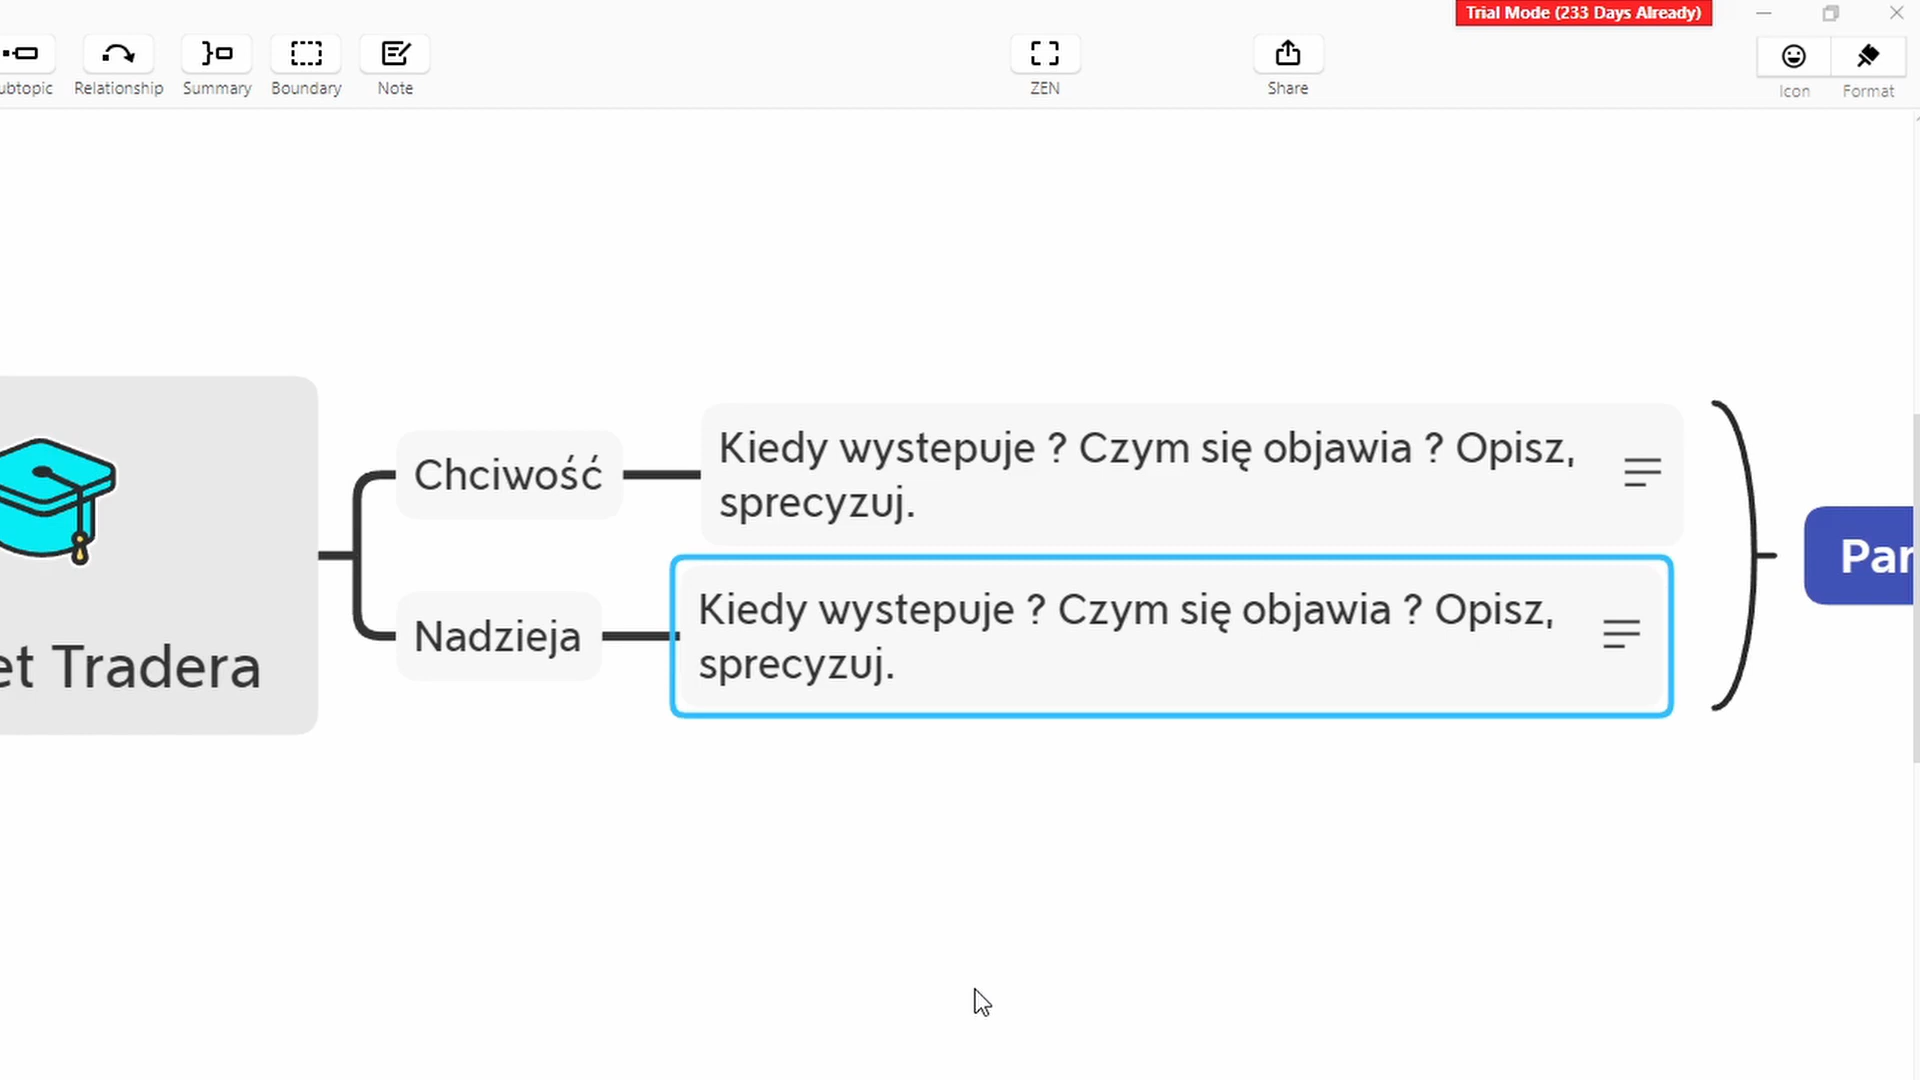 Trial Mode (233 Days Already)
ubtopic Relationship Summary Boundary Note ZEN Share Icon Format
Kiedy wystepuje ? Czym się objawia ? Opisz,
sprecyzuj.
Chciwość
Par
Kiedy wystepuje ? Czym się objawia ? Opisz,
sprecyzuj.
Nadzieja
et Tradera